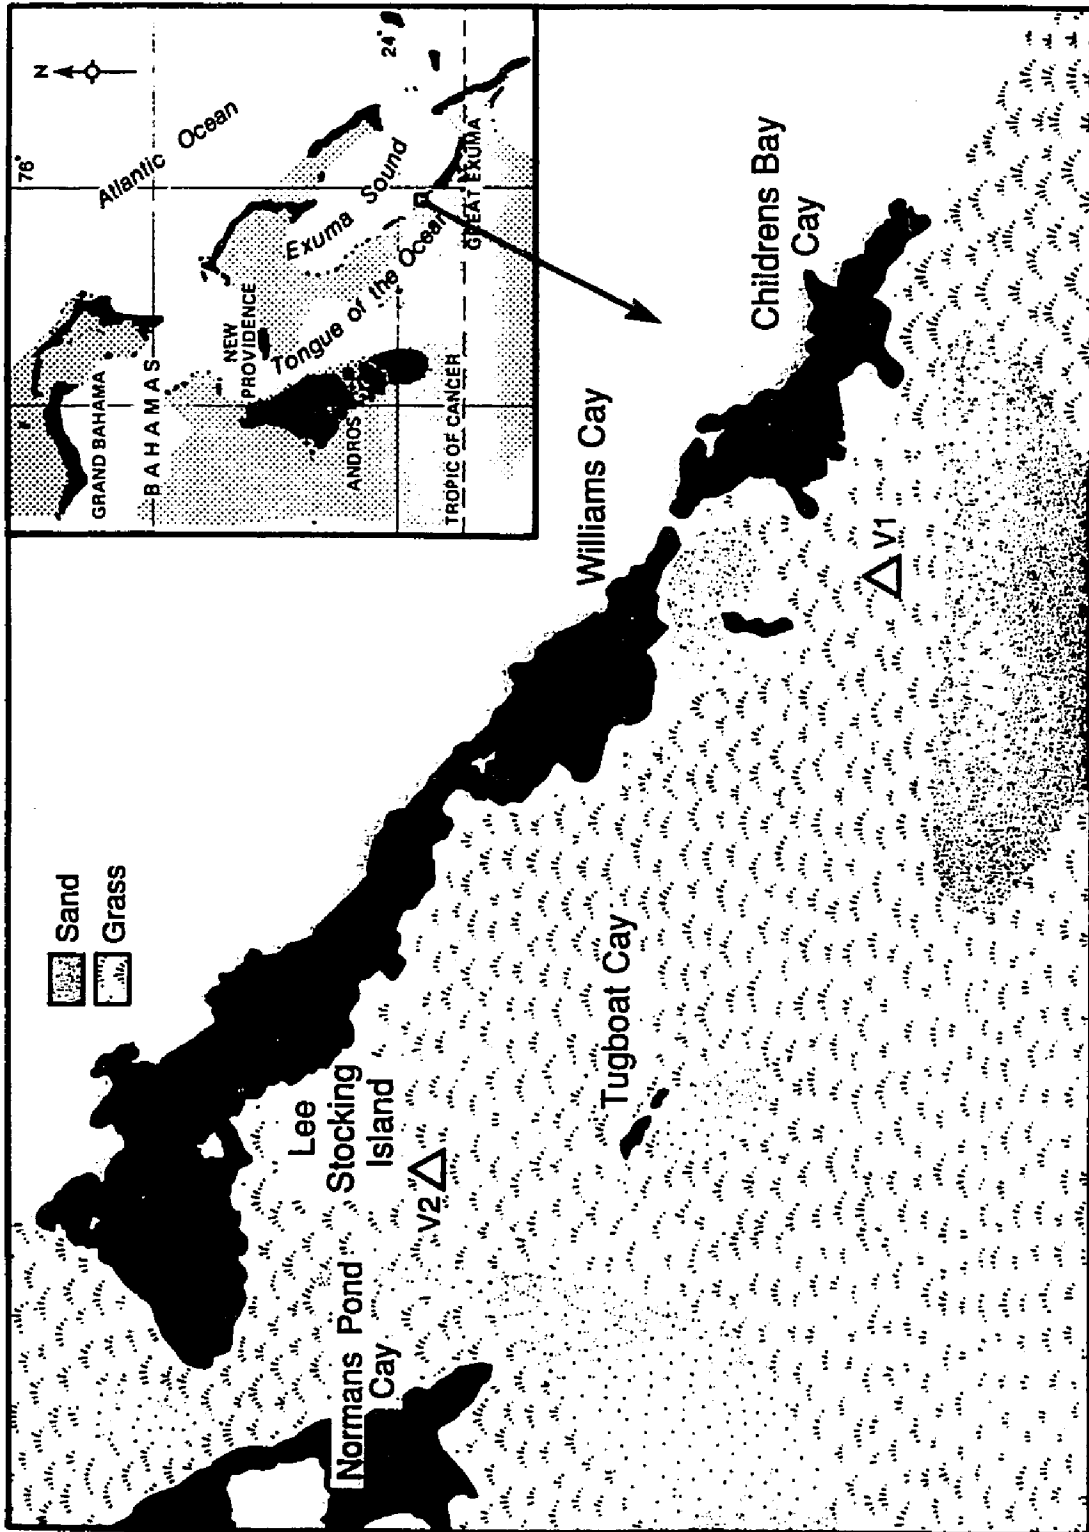 N
76°
24°
Atlantic Ocean
GRAND BAHAMA
BAHAMAS
NEW
PROVIDENCE
Exuma Sound
Tongue of the Ocean
ANDROS
GREAT EXUMA
TROPIC OF CANCER
Sand
Grass
Lee
Stocking
Island
Normans Pond
Cay
V2
Tugboat Cay
Williams Cay
Childrens Bay
Cay
V1